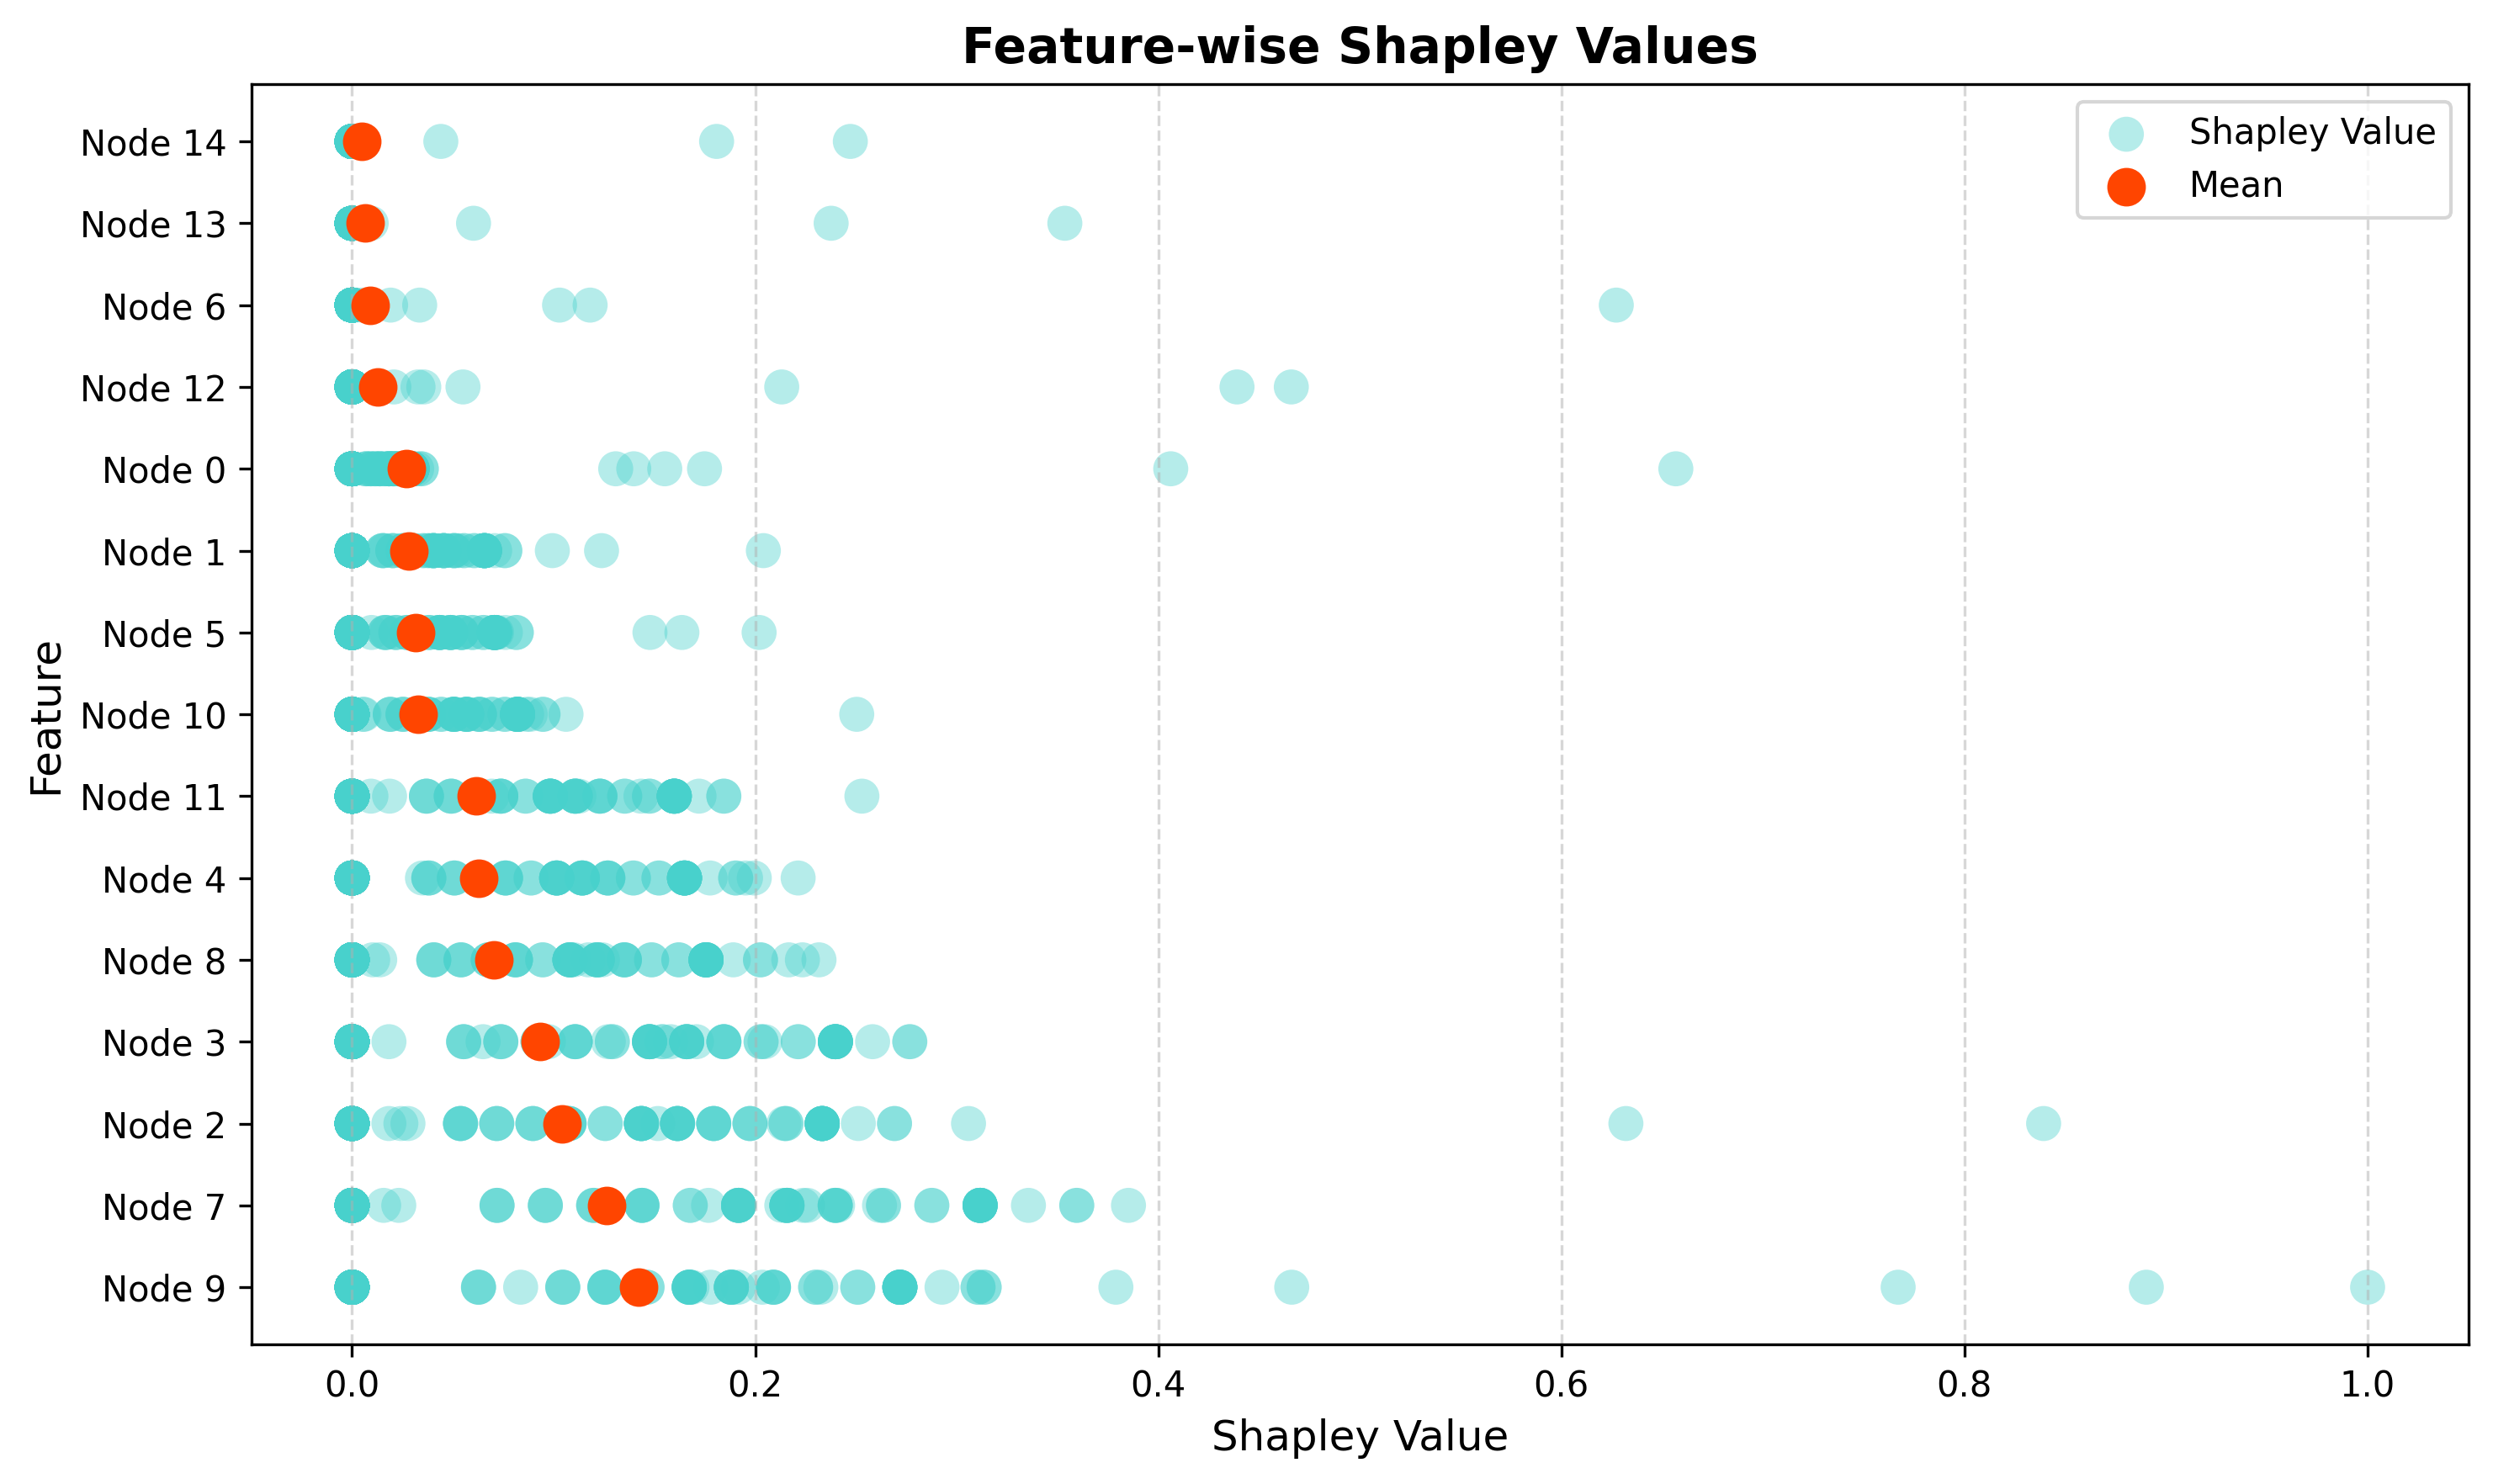 Feature-wise Shapley Values
Shapley Value
Mean
Node 14
Node 13
Node 6
Node 12
Node 0
Node 1
Node 5
Node 10
Node 11
Node 4
Node 8
Node 3
Node 2
Node 7
Node 9
Feature
0.0 0.2 0.4 0.6 0.8 1.0
Shapley Value